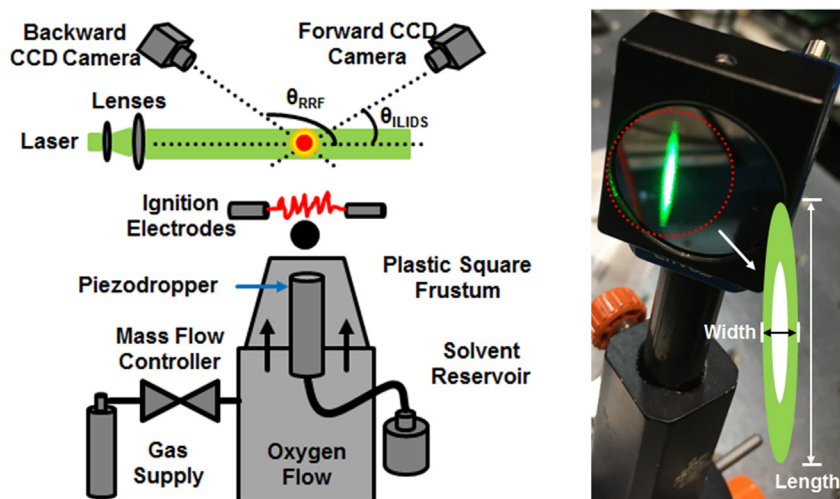 Backward
CCD Camera
Forward CCD
Camera
Lenses
θRRF
θILIDS
Laser
Ignition
Electrodes
Piezodropper
Plastic Square
Frustum
Mass Flow
Controller
Solvent
Reservoir
Gas
Supply
Oxygen
Flow
Width
Length